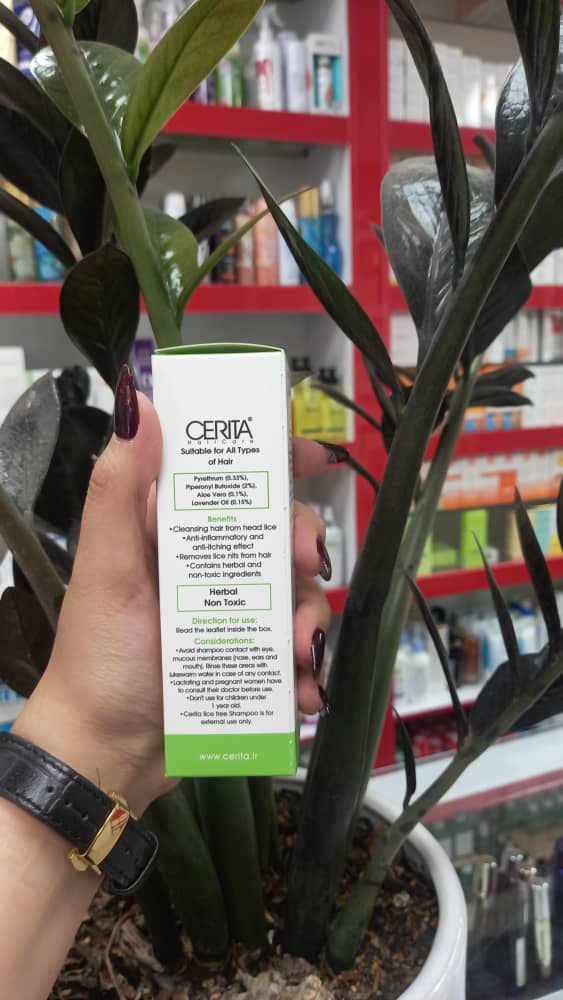 CERITA®
HairCare
Suitable for All Types
of Hair
Pyrethrum (0.33%),
Piperonyl Butoxide (2%),
Aloe Vera (0.1%),
Lavender Oil (0.15%)
Benefits
•Cleansing hair from head lice
•Anti-inflammatory and
anti-itching effect
•Removes lice nits from hair
•Contains herbal and
non-toxic ingredients
Herbal
Non Toxic
Direction for use:
Read the leaflet inside the box.
Considerations:
•Avoid shampoo contact with eye,
mucous membranes (nose, ears and
mouth). Rinse these areas with
lukewarm water in case of any contact.
•Lactating and pregnant women have
to consult their doctor before use.
•Don't use for children under
1 year old.
•Cerita lice free Shampoo is for
external use only.
www.cerita.ir